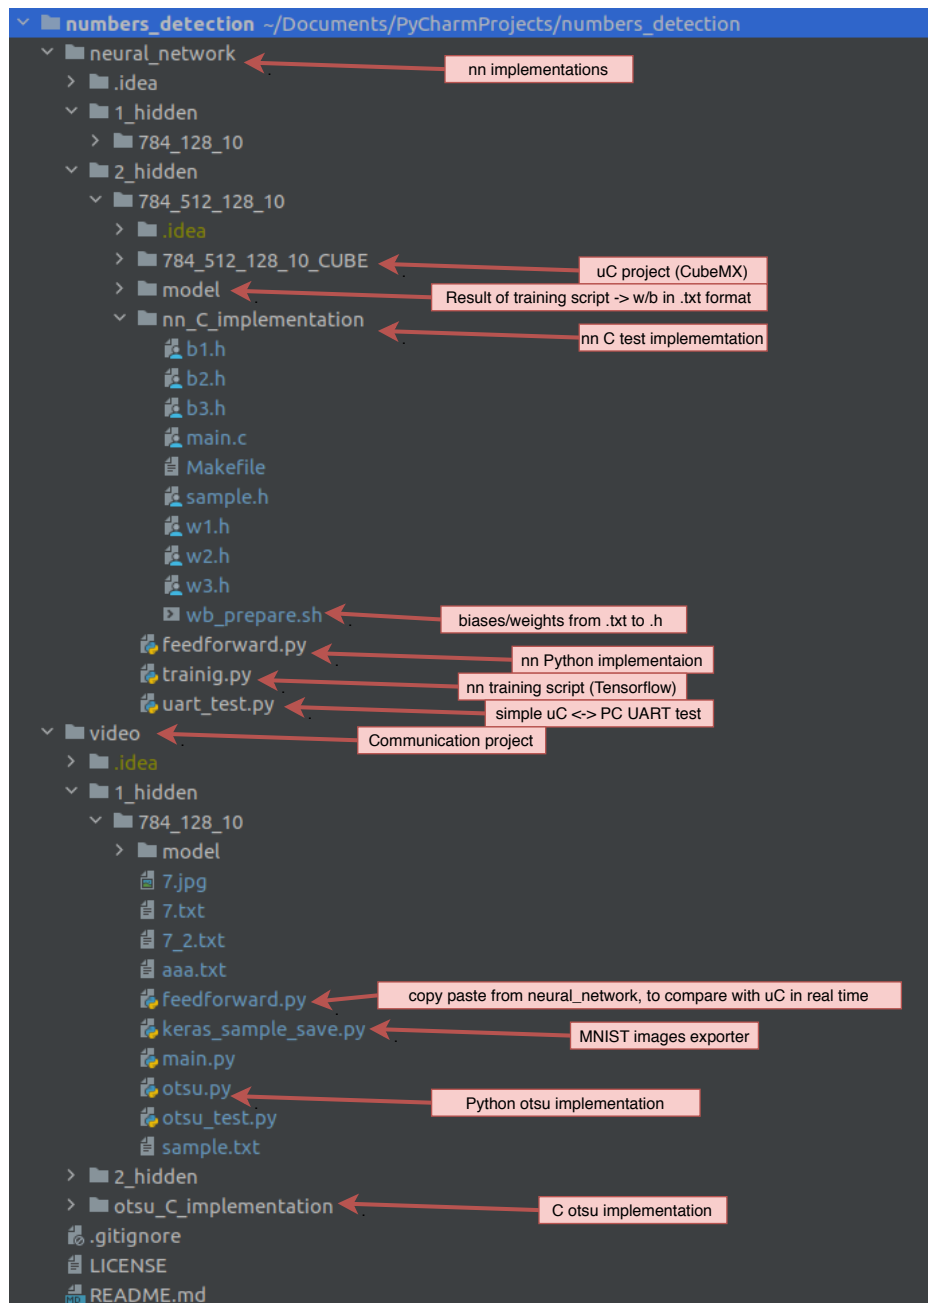 numbers_detection ~/Documents/PyCharmProjects/numbers_detection
neural_network
nn implementations
.idea
1_hidden
784_128_10
2_hidden
784_512_128_10
.idea
784_512_128_10_CUBE
uC project (CubeMX)
model
Result of training script -> w/b in .txt format
nn_C_implementation
nn C test implememtation
b1.h
b2.h
b3.h
main.c
Makefile
sample.h
w1.h
w2.h
w3.h
wb_prepare.sh
biases/weights from .txt to .h
feedforward.py
nn Python implementaion
trainig.py
nn training script (Tensorflow)
uart_test.py
simple uC <-> PC UART test
video
Communication project
.idea
1_hidden
784_128_10
model
7.jpg
7.txt
7_2.txt
aaa.txt
feedforward.py
copy paste from neural_network, to compare with uC in real time
keras_sample_save.py
MNIST images exporter
main.py
otsu.py
Python otsu implementation
otsu_test.py
sample.txt
2_hidden
otsu_C_implementation
C otsu implementation
.gitignore
LICENSE
MD README.md